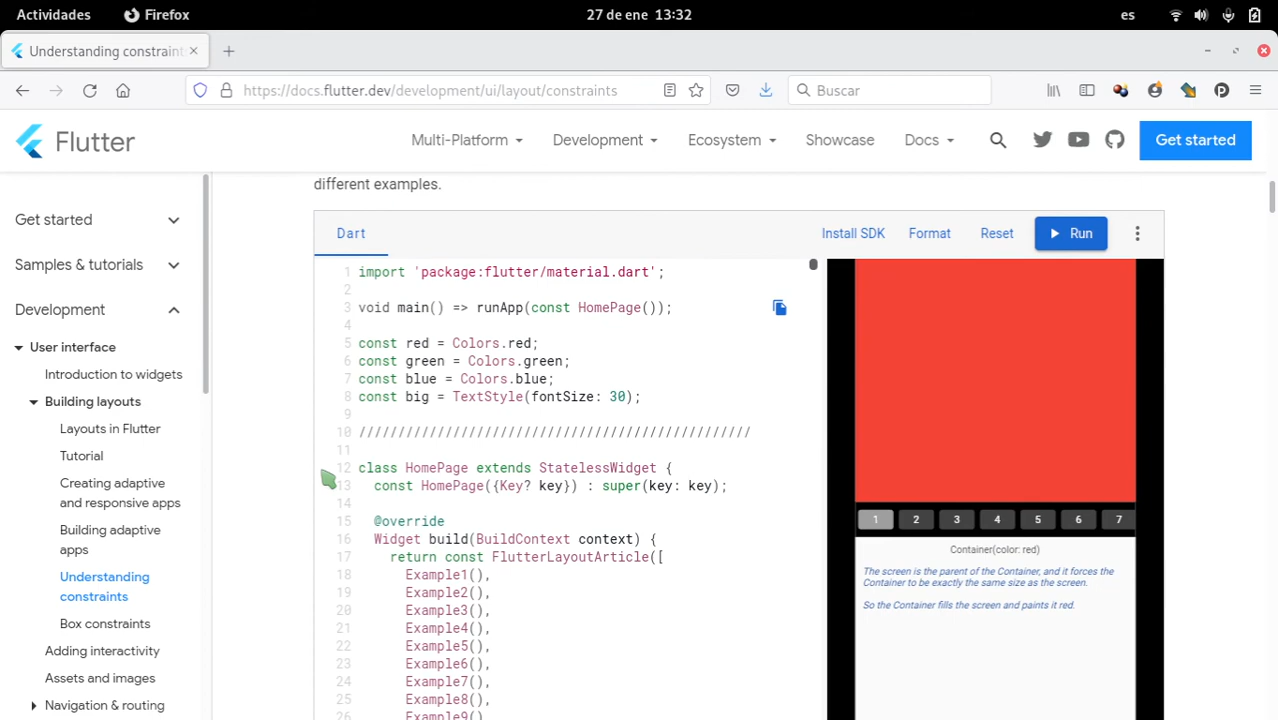 Actividades
Firefox
27 de ene 13:32
es
Understanding constraint
https://docs.flutter.dev/development/ui/layout/constraints
Buscar
Flutter
Multi-Platform
Development
Ecosystem
Showcase
Docs
Get started
Get started
Samples & tutorials
Development
User interface
Introduction to widgets
Building layouts
Layouts in Flutter
Tutorial
Creating adaptive
and responsive apps
Building adaptive
apps
Understanding
constraints
Box constraints
Adding interactivity
Assets and images
Navigation & routing
different examples.
Dart
Install SDK
Format
Reset
Run
1 import 'package:flutter/material.dart';
2
3 void main() => runApp(const HomePage());
4
5 const red = Colors.red;
6 const green = Colors.green;
7 const blue = Colors.blue;
8 const big = TextStyle(fontSize: 30);
9
10 //////////////////////////////////////////////////
11
12 class HomePage extends StatelessWidget {
13 const HomePage({Key? key}) : super(key: key);
14
15 @override
16 Widget build(BuildContext context) {
17 return const FlutterLayoutArticle([
18 Example1(),
19 Example2(),
20 Example3(),
21 Example4(),
22 Example5(),
23 Example6(),
24 Example7(),
25 Example8(),
26 Example9(),
1 2 3 4 5 6 7
Container(color: red)
The screen is the parent of the Container, and it forces the
Container to be exactly the same size as the screen.
So the Container fills the screen and paints it red.